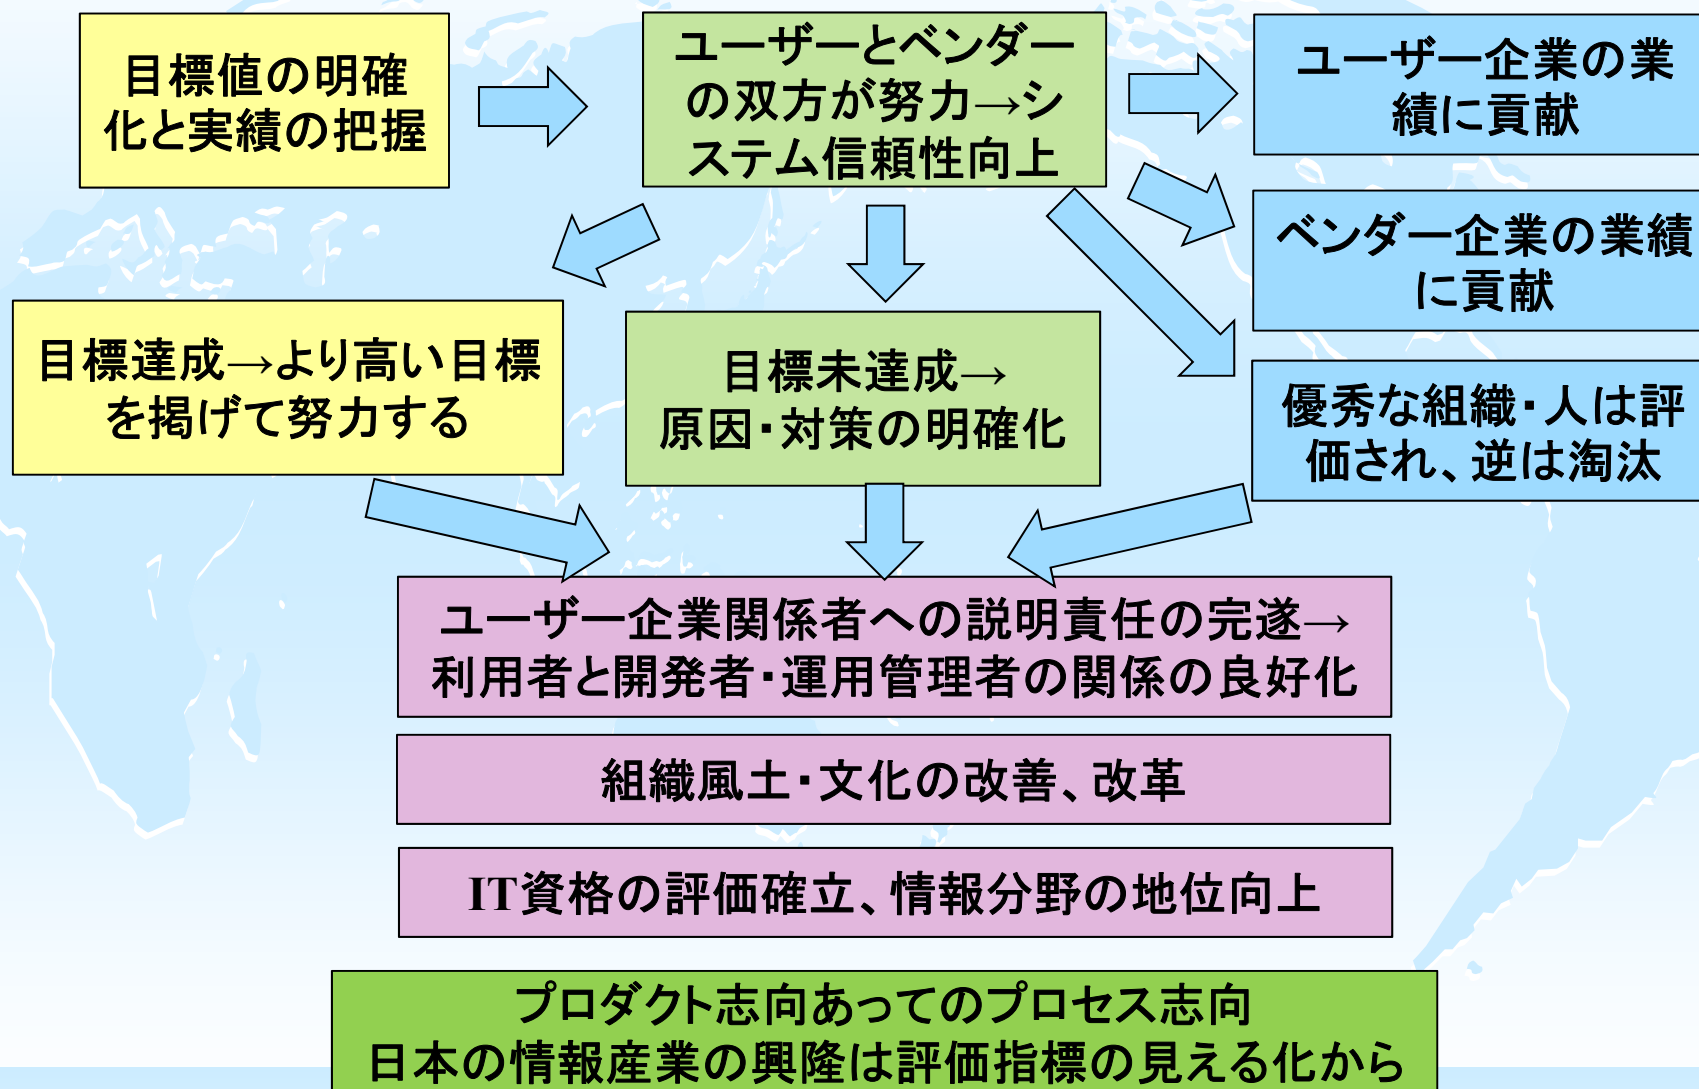 目標値の明確
化と実績の把握
ユーザーとベンダー
の双方が努力→シ
ステム信頼性向上
ユーザー企業の業
績に貢献
ベンダー企業の業績
に貢献
目標達成→より高い目標
を掲げて努力する
目標未達成→
原因・対策の明確化
優秀な組織・人は評
価され、逆は淘汰
ユーザー企業関係者への説明責任の完遂→
利用者と開発者・運用管理者の関係の良好化
組織風土・文化の改善、改革
IT資格の評価確立、情報分野の地位向上
プロダクト志向あってのプロセス志向
日本の情報産業の興隆は評価指標の見える化から